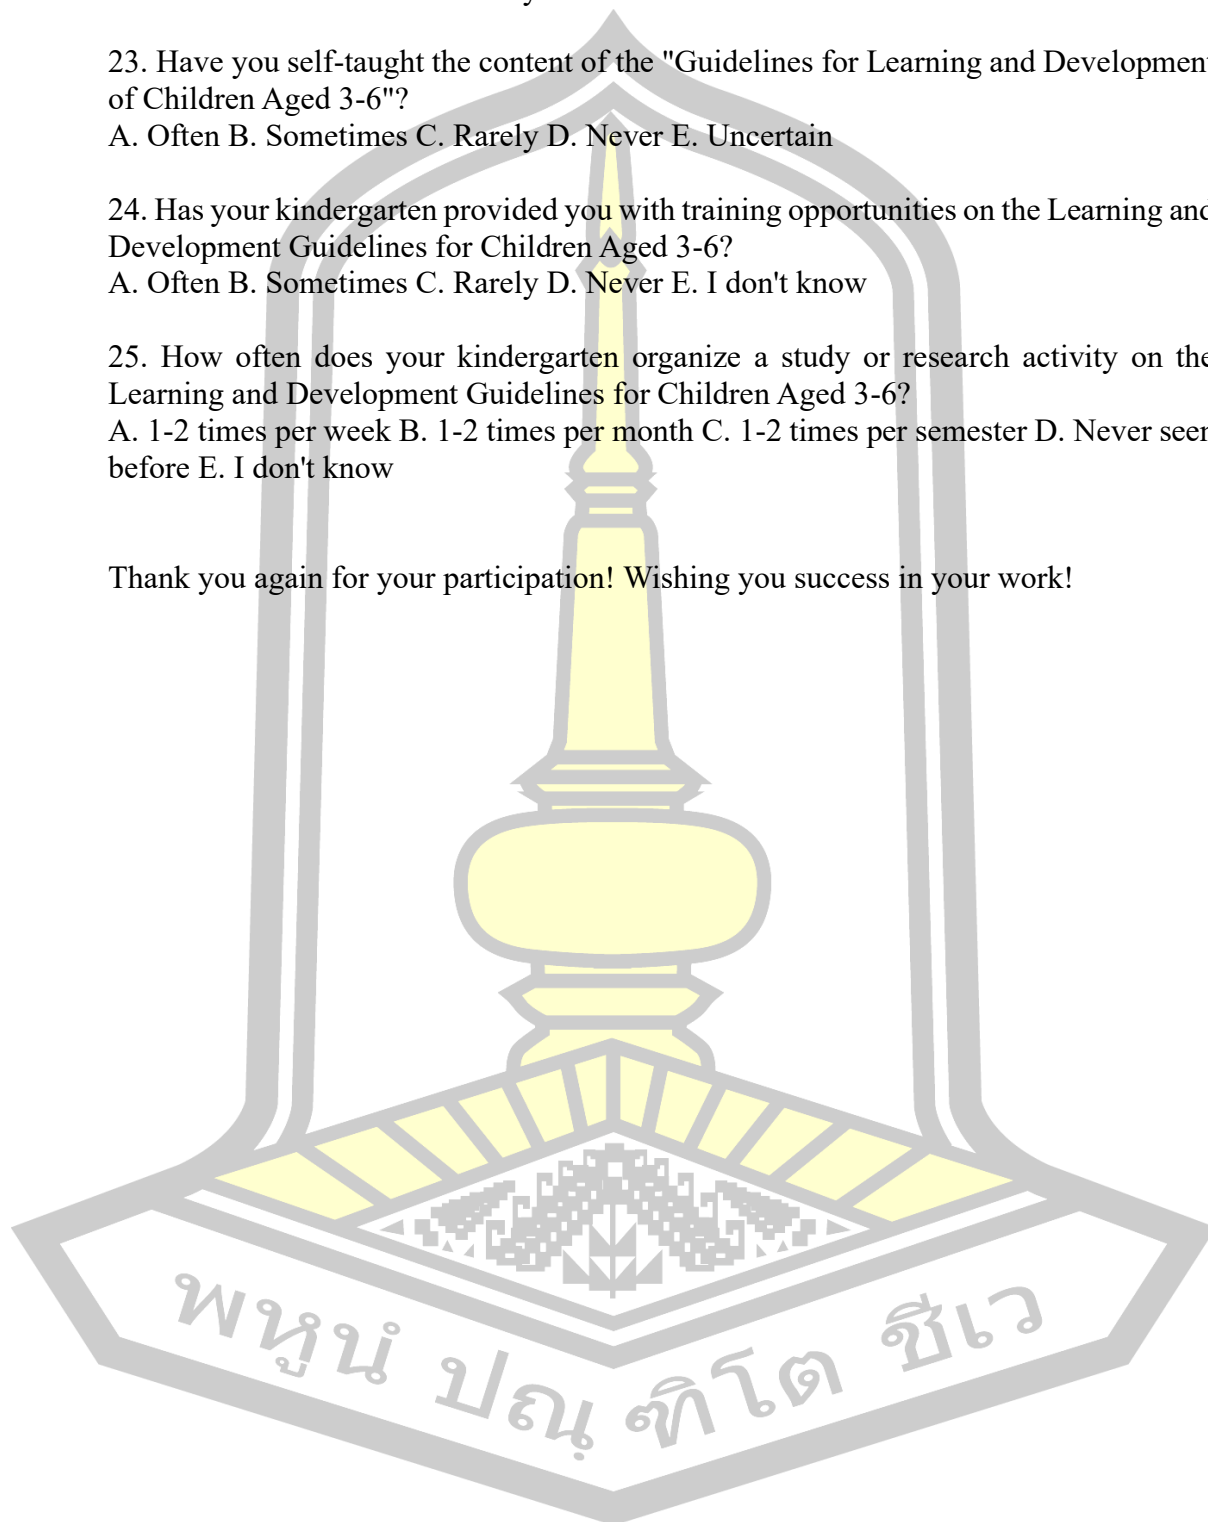 23. Have you self-taught the content of the "Guidelines for Learning and Development
of Children Aged 3-6"?
A. Often B. Sometimes C. Rarely D. Never E. Uncertain
24. Has your kindergarten provided you with training opportunities on the Learning and
Development Guidelines for Children Aged 3-6?
A. Often B. Sometimes C. Rarely D. Never E. I don't know
25. How often does your kindergarten organize a study or research activity on the
Learning and Development Guidelines for Children Aged 3-6?
A. 1-2 times per week B. 1-2 times per month C. 1-2 times per semester D. Never seen
before E. I don't know
Thank you again for your participation! Wishing you success in your work!
พหูนํ ปณฺ ฑิโต ชีเว